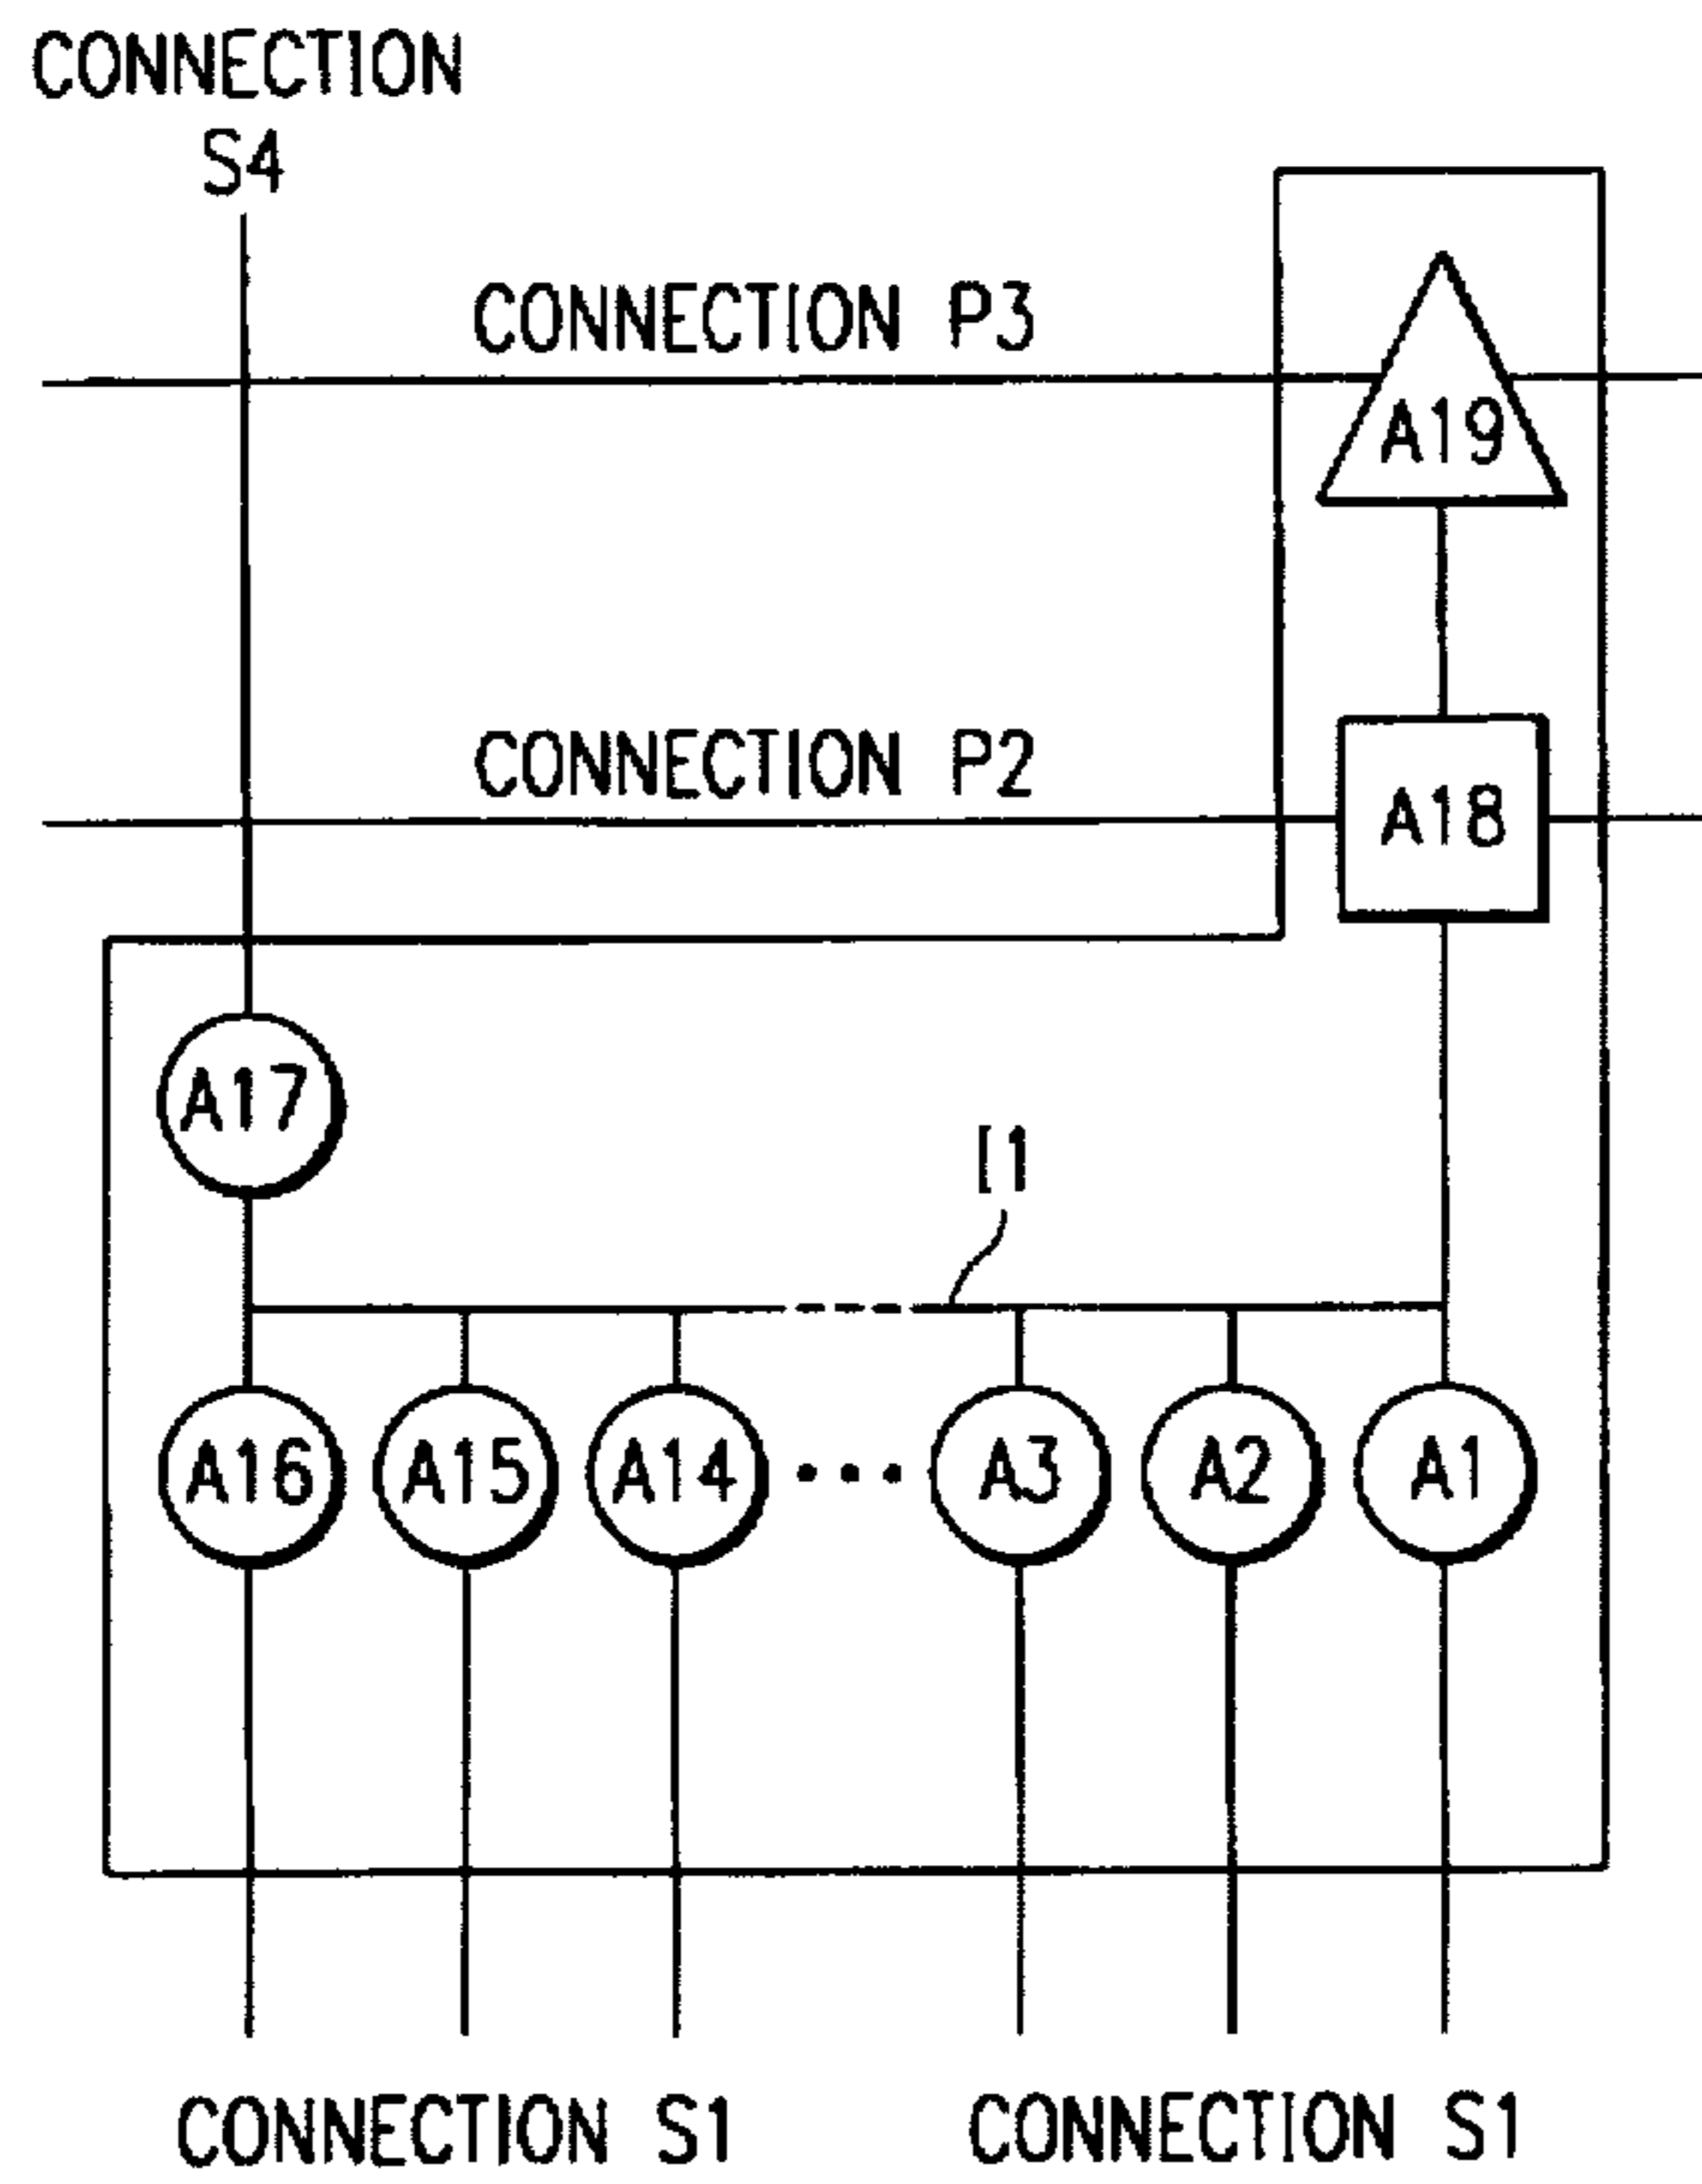 CONNECTION
S4
CONNECTION P3
A19
CONNECTION P2
A18
A17
[1
A16 A15 A14 ••• A3 A2 A1
CONNECTION S1 CONNECTION S1